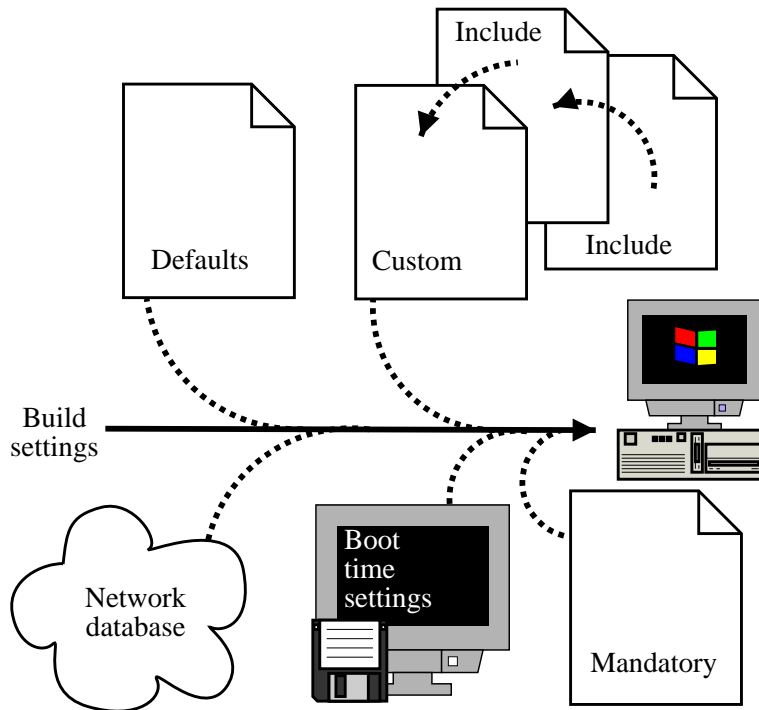 Include
Include
Defaults
Custom
Build
settings
Network
database
Boot
time
settings
Mandatory